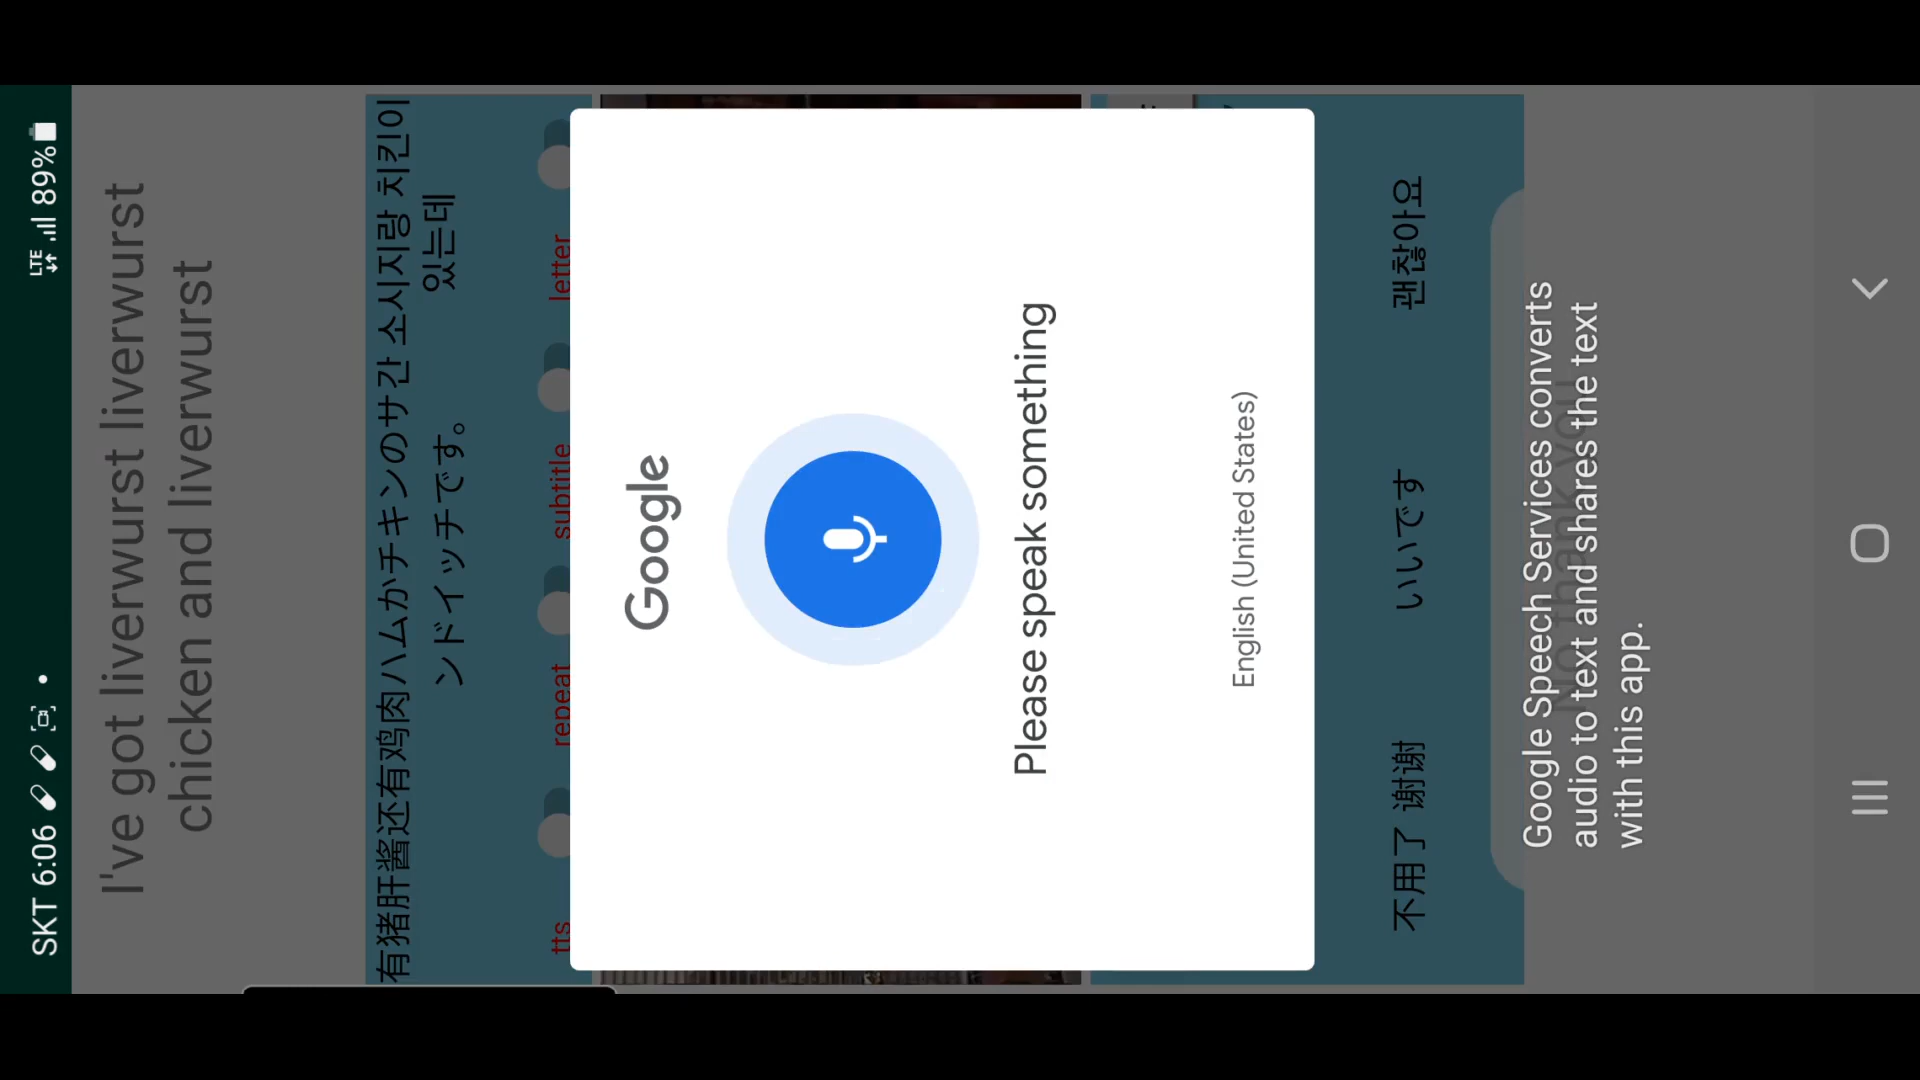 SKT 6:06 LTE 89%
I've got liverwurst liverwurst
chicken and liverwurst
有猪肝酱还有鸡肉 ハムかチキンのサ 간 소시지랑 치킨이
ンドイッチです。 있는데
tts repeat subtitle letter
Google
Please speak something
English (United States)
不用了 谢谢 いいです 괜찮아요
No thank you
Google Speech Services converts
audio to text and shares the text
with this app.